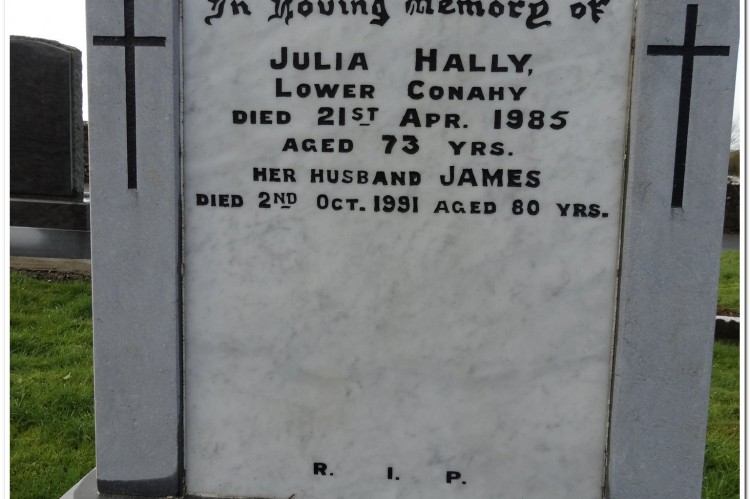 In Loving Memory of
JULIA HALLY,
LOWER CONAHY
DIED 21ST APR. 1985
AGED 73 YRS.
HER HUSBAND JAMES
DIED 2ND OCT. 1991 AGED 80 YRS.
R. I. P.